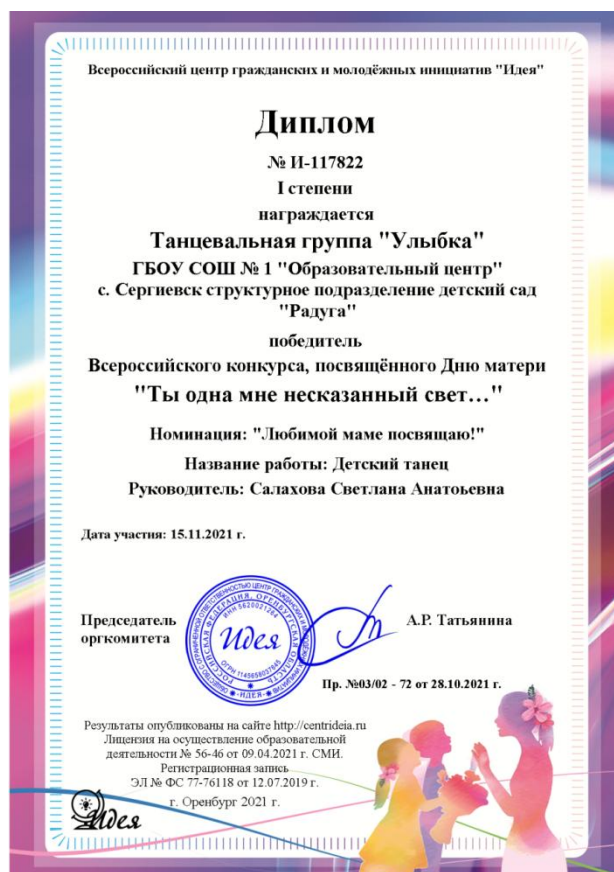 Всероссийский центр гражданских и молодёжных инициатив "Идея"
Диплом
№ И-117822
I степени
награждается
Танцевальная группа "Улыбка"
ГБОУ СОШ № 1 "Образовательный центр"
с. Сергиевск структурное подразделение детский сад
"Радуга"
победитель
Всероссийского конкурса, посвящённого Дню матери
"Ты одна мне несказанный свет…"
Номинация: "Любимой маме посвящаю!"
Название работы: Детский танец
Руководитель: Салахова Светлана Анатоьевна
Дата участия: 15.11.2021 г.
Председатель
оргкомитета
РОССИЙСКАЯ ФЕДЕРАЦИЯ, ОРЕНБУРГСКАЯ ОБЛАСТЬ
Идея
А.Р. Татьянина
Пр. №03/02 - 72 от 28.10.2021 г.
Результаты опубликованы на сайте http://centrideia.ru
Лицензия на осуществление образовательной
деятельности № 56-46 от 09.04.2021 г. СМИ.
Регистрационная запись
ЭЛ № ФС 77-76118 от 12.07.2019 г.
г. Оренбург 2021 г.
Идея